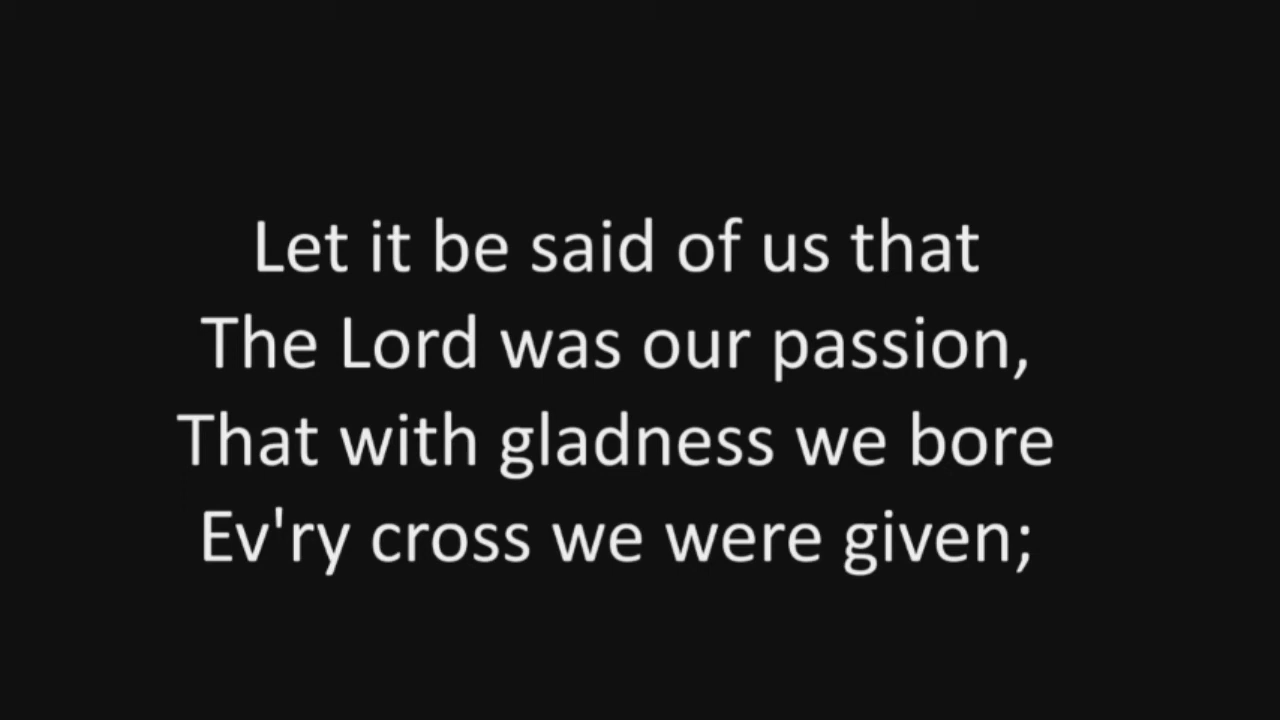 Let it be said of us that
The Lord was our passion,
That with gladness we bore
Ev'ry cross we were given;